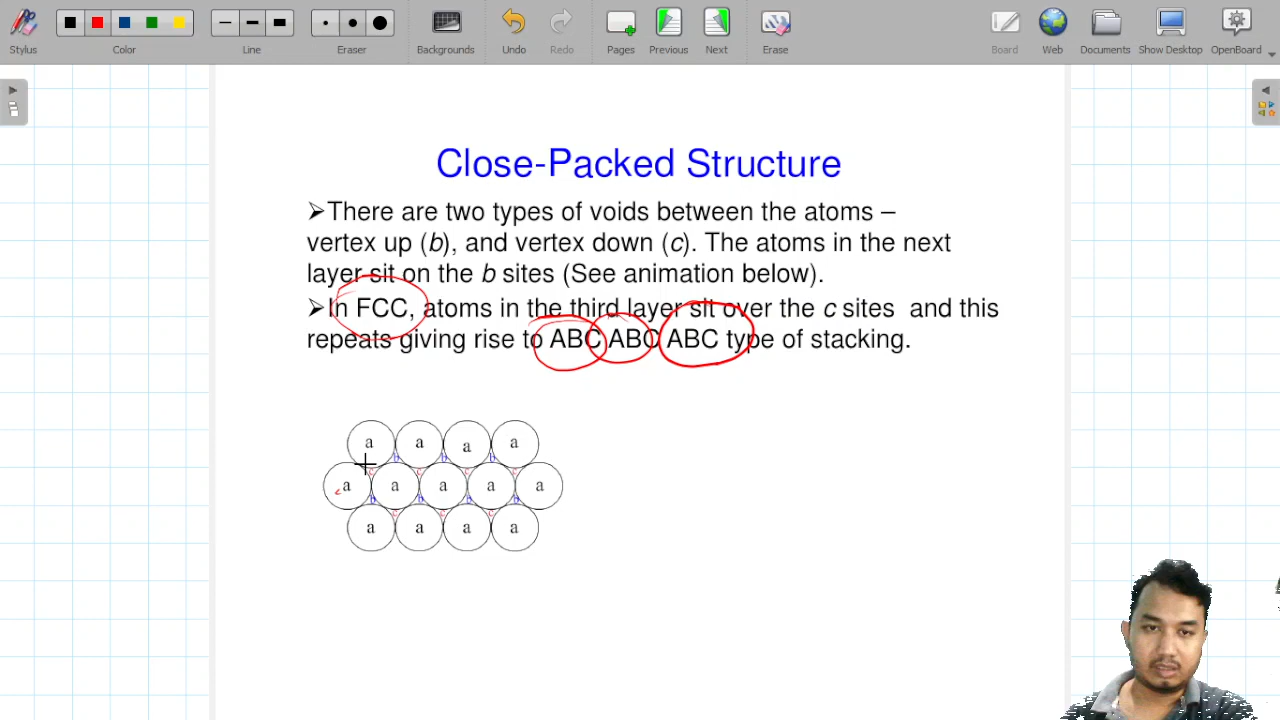 Stylus Color Line Eraser Backgrounds Undo Redo Pages Previous Next Erase Board Web Documents Show Desktop OpenBoard
Close-Packed Structure
➢There are two types of voids between the atoms –
vertex up (b), and vertex down (c). The atoms in the next
layer sit on the b sites (See animation below).
➢In FCC, atoms in the third layer sit over the c sites and this
repeats giving rise to ABC ABC ABC type of stacking.
a a a a
b b b
c c c c
a a a a a
b b b b
c c c
a a a a